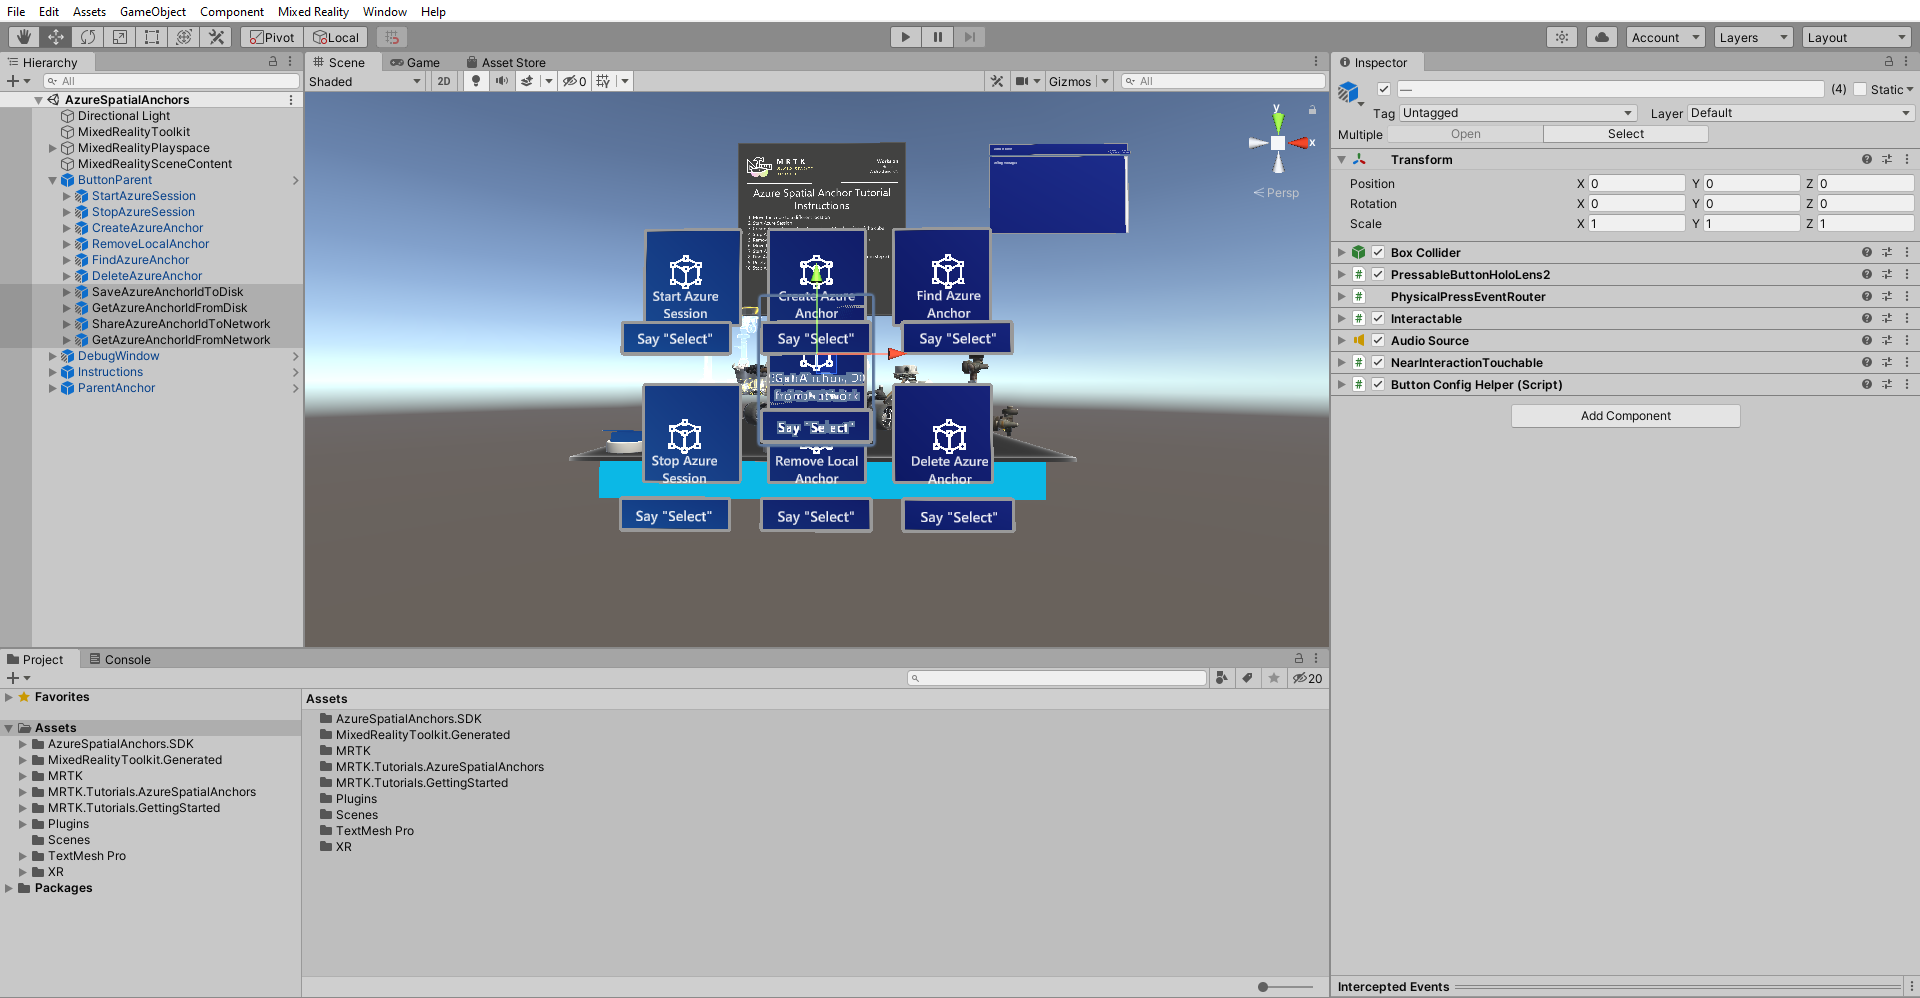 File Edit Assets GameObject Component Mixed Reality Window Help
Pivot Local Account Layers Layout
Hierarchy
All
AzureSpatialAnchors
Directional Light
MixedRealityToolkit
MixedRealityPlayspace
MixedRealitySceneContent
ButtonParent
StartAzureSession
StopAzureSession
CreateAzureAnchor
RemoveLocalAnchor
FindAzureAnchor
DeleteAzureAnchor
SaveAzureAnchorIdToDisk
GetAzureAnchorIdFromDisk
ShareAzureAnchorIdToNetwork
GetAzureAnchorIdFromNetwork
DebugWindow
Instructions
ParentAnchor
Scene Game Asset Store
Shaded 2D 0 Gizmos All
y
x
Persp
MRTK
Azure Spatial Anchor Tutorial
Instructions
Start Azure
Session
Say "Select"
Create Azure
Anchor
Say "Select"
Find Azure
Anchor
Say "Select"
Say "Select"
Stop Azure
Session
Say "Select"
Remove Local
Anchor
Say "Select"
Delete Azure
Anchor
Say "Select"
Inspector
— (4) Static
Tag Untagged Layer Default
Multiple Open Select
Transform
Position X 0 Y 0 Z 0
Rotation X 0 Y 0 Z 0
Scale X 1 Y 1 Z 1
Box Collider
PressableButtonHoloLens2
PhysicalPressEventRouter
Interactable
Audio Source
NearInteractionTouchable
Button Config Helper (Script)
Add Component
Intercepted Events
Project Console
20
Favorites
Assets
AzureSpatialAnchors.SDK
MixedRealityToolkit.Generated
MRTK
MRTK.Tutorials.AzureSpatialAnchors
MRTK.Tutorials.GettingStarted
Plugins
Scenes
TextMesh Pro
XR
Packages
Assets
AzureSpatialAnchors.SDK
MixedRealityToolkit.Generated
MRTK
MRTK.Tutorials.AzureSpatialAnchors
MRTK.Tutorials.GettingStarted
Plugins
Scenes
TextMesh Pro
XR